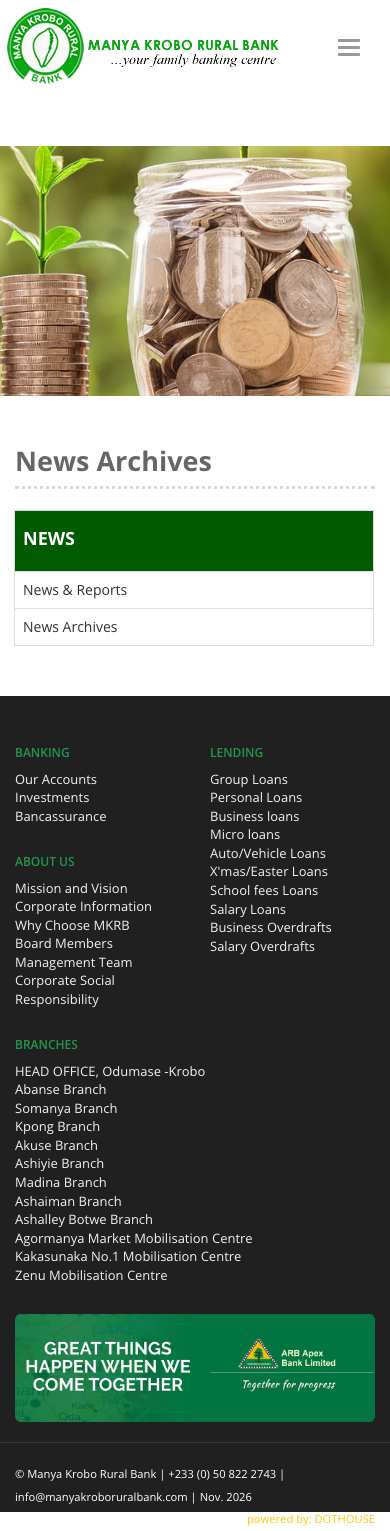 MANYA KROBO RURAL
BANK
MANYA KROBO RURAL BANK
...your family banking centre
News Archives
NEWS
News & Reports
News Archives
BANKING
Our Accounts
Investments
Bancassurance
ABOUT US
Mission and Vision
Corporate Information
Why Choose MKRB
Board Members
Management Team
Corporate Social
Responsibility
LENDING
Group Loans
Personal Loans
Business loans
Micro loans
Auto/Vehicle Loans
X'mas/Easter Loans
School fees Loans
Salary Loans
Business Overdrafts
Salary Overdrafts
BRANCHES
HEAD OFFICE, Odumase -Krobo
Abanse Branch
Somanya Branch
Kpong Branch
Akuse Branch
Ashiyie Branch
Madina Branch
Ashaiman Branch
Ashalley Botwe Branch
Agormanya Market Mobilisation Centre
Kakasunaka No.1 Mobilisation Centre
Zenu Mobilisation Centre
GREAT THINGS
HAPPEN WHEN WE
COME TOGETHER
ARB Apex
Bank Limited
Together for progress
Oda
© Manya Krobo Rural Bank | +233 (0) 50 822 2743 |
info@manyakroboruralbank.com | Nov. 2026
powered by: DOTHOUSE